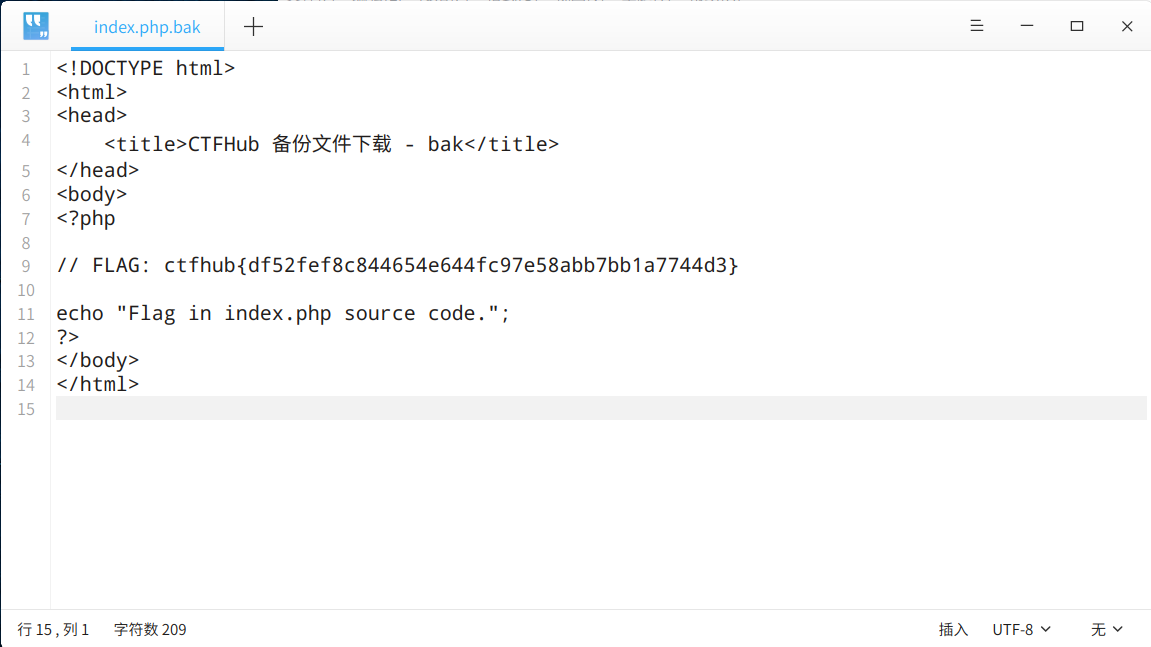 index.php.bak
1 <!DOCTYPE html>
2 <html>
3 <head>
4     <title>CTFHub 备份文件下载 - bak</title>
5 </head>
6 <body>
7 <?php
8
9 // FLAG: ctfhub{df52fef8c844654e644fc97e58abb7bb1a7744d3}
10
11 echo "Flag in index.php source code.";
12 ?>
13 </body>
14 </html>
15
行 15 , 列 1 字符数 209 插入 UTF-8 无